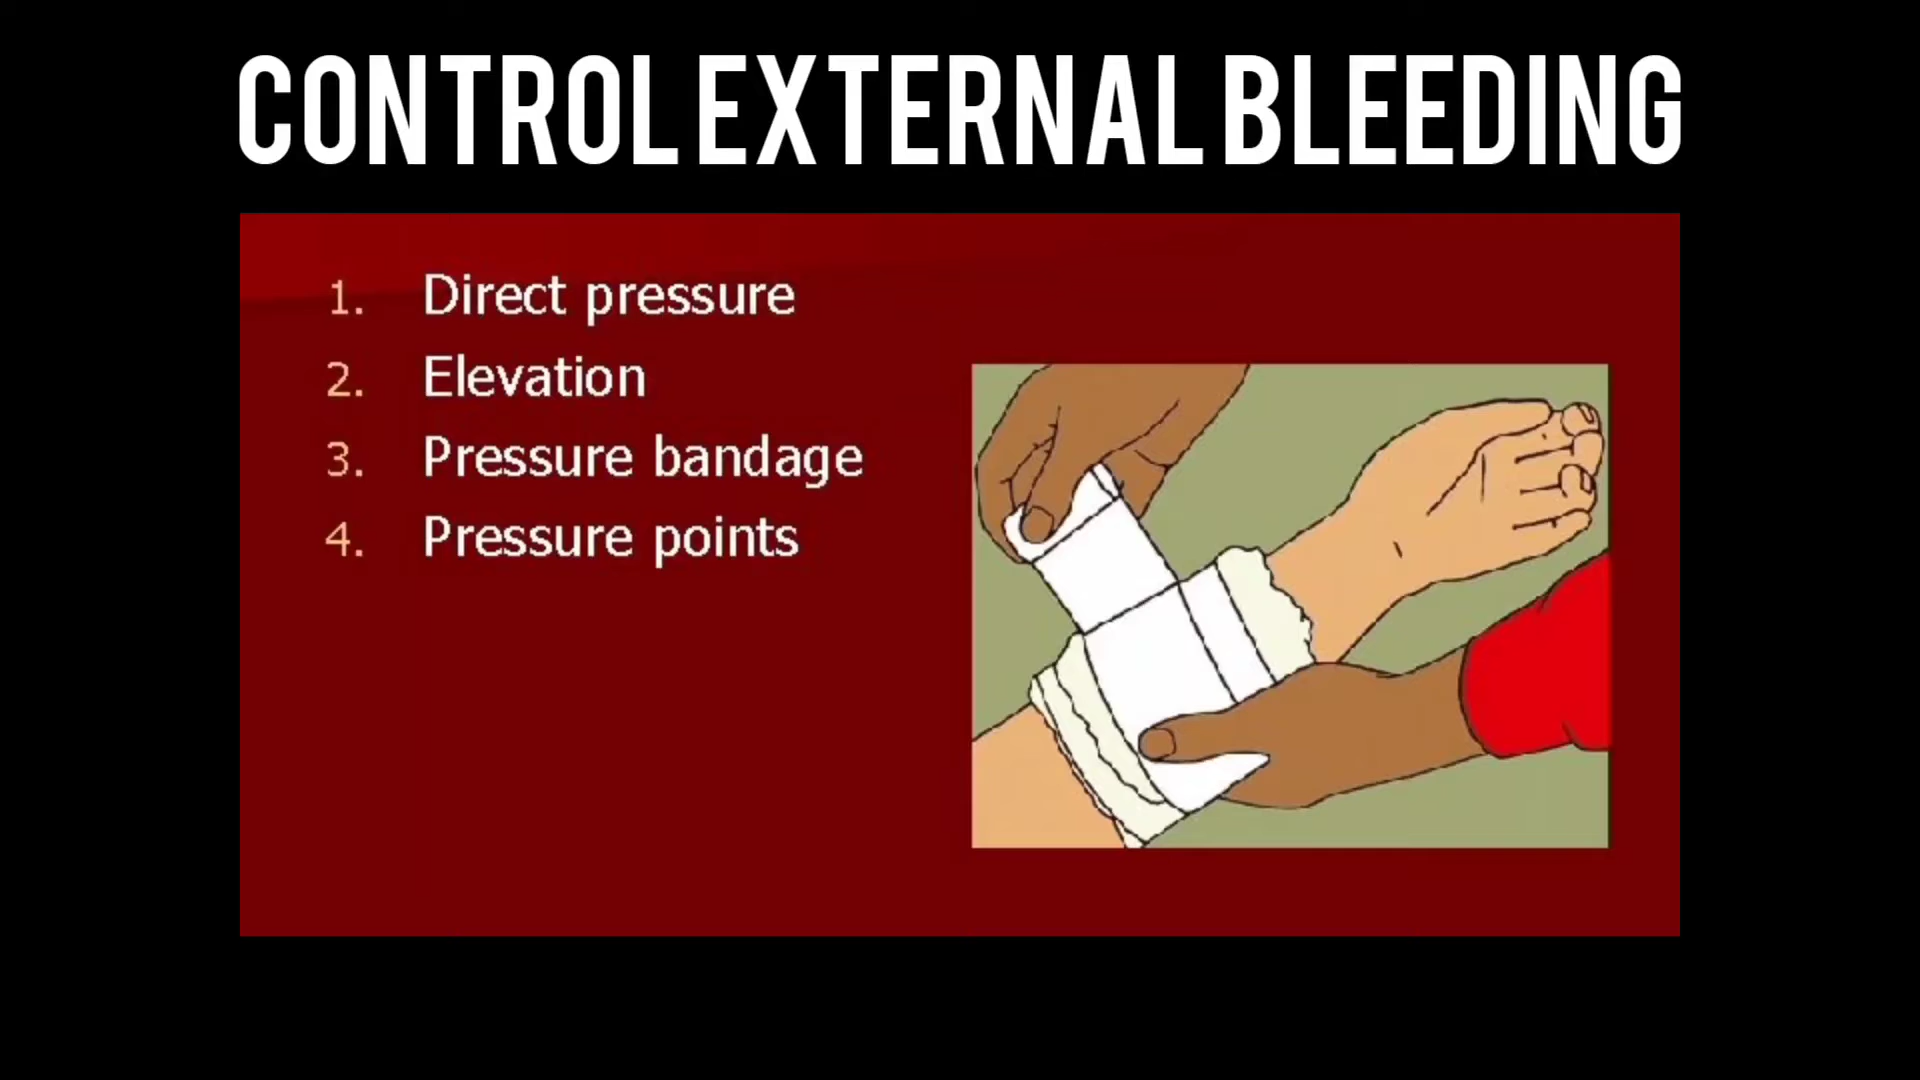 CONTROL EXTERNAL BLEEDING
1. Direct pressure
2. Elevation
3. Pressure bandage
4. Pressure points